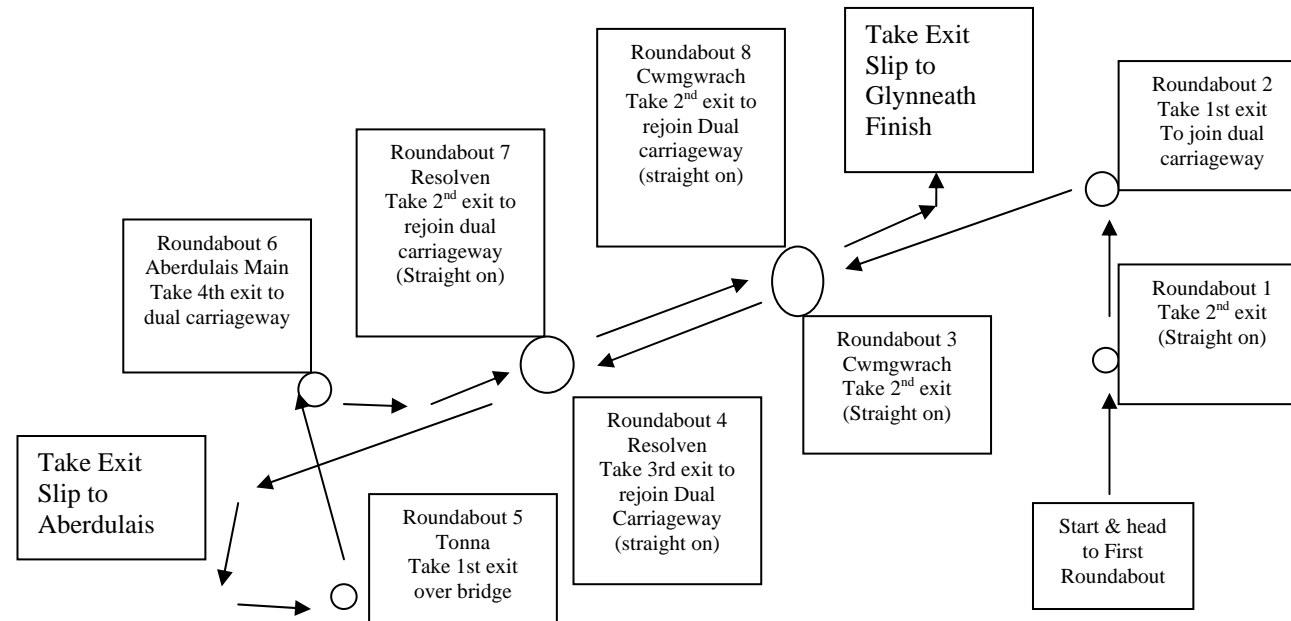 Roundabout 8
Cwmgwrach
Take 2nd exit to
rejoin Dual
carriageway
(straight on)
Take Exit
Slip to
Glynneath
Finish
Roundabout 2
Take 1st exit
To join dual
carriageway
Roundabout 7
Resolven
Take 2nd exit to
rejoin dual
carriageway
(Straight on)
Roundabout 6
Aberdulais Main
Take 4th exit to
dual carriageway
Roundabout 1
Take 2nd exit
(Straight on)
Roundabout 3
Cwmgwrach
Take 2nd exit
(Straight on)
Roundabout 4
Resolven
Take 3rd exit to
rejoin Dual
Carriageway
(straight on)
Take Exit
Slip to
Aberdulais
Roundabout 5
Tonna
Take 1st exit
over bridge
Start & head
to First
Roundabout